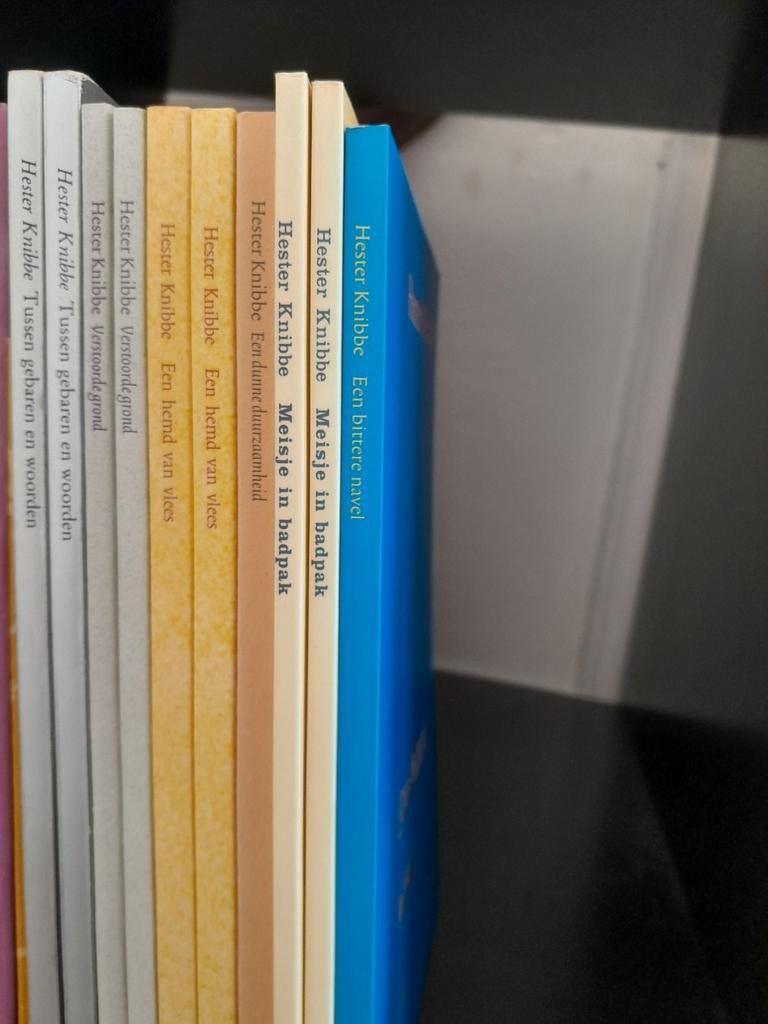 Hester Knibbe Tussen gebaren en woorden
Hester Knibbe Tussen gebaren en woorden
Hester Knibbe Verstoorde grond
Hester Knibbe Verstoorde grond
Hester Knibbe Een hemd van vlees
Hester Knibbe Een hemd van vlees
Hester Knibbe Een dunne duurzaamheid
Hester Knibbe Meisje in badpak
Hester Knibbe Meisje in badpak
Hester Knibbe Een bittere navel